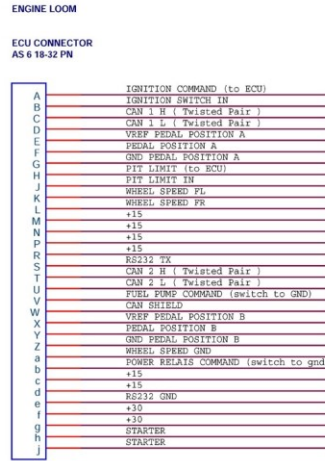 ENGINE LOOM
ECU CONNECTOR
AS 6 18-32 PN
A IGNITION COMMAND (to ECU)
B IGNITION SWITCH IN
C CAN 1 H ( Twisted Pair )
D CAN 1 L ( Twisted Pair )
E VREF PEDAL POSITION A
F PEDAL POSITION A
G GND PEDAL POSITION A
H PIT LIMIT (to ECU)
J PIT LIMIT IN
K WHEEL SPEED FL
L WHEEL SPEED FR
M +15
N +15
P +15
R +15
S RS232 TX
T CAN 2 H ( Twisted Pair )
U CAN 2 L ( Twisted Pair )
V FUEL PUMP COMMAND (switch to GND)
W CAN SHIELD
X VREF PEDAL POSITION B
Y PEDAL POSITION B
Z GND PEDAL POSITION B
a WHEEL SPEED GND
b POWER RELAIS COMMAND (switch to gnd
c +15
d +15
e RS232 GND
f +30
g +30
h STARTER
j STARTER